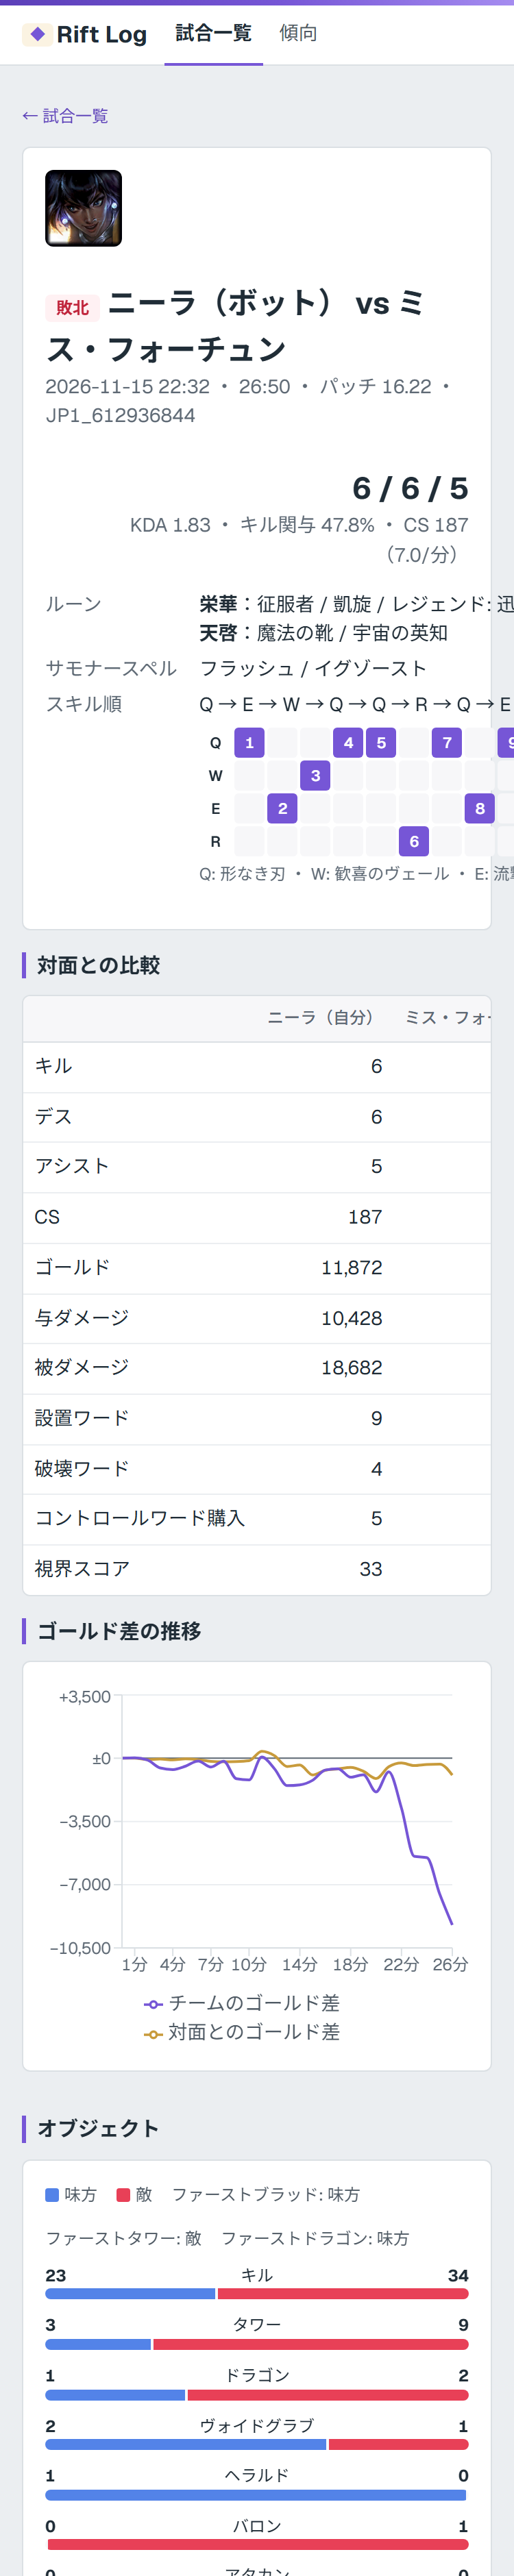 Rift Log 試合一覧 傾向
← 試合一覧
敗北 ニーラ（ボット） vs ミ
ス・フォーチュン
2026-11-15 22:32 ・ 26:50 ・ パッチ 16.22 ・
JP1_612936844
6 / 6 / 5
KDA 1.83 ・ キル関与 47.8% ・ CS 187
（7.0/分）
ルーン 栄華：征服者 / 凱旋 / レジェンド: 迅
天啓：魔法の靴 / 宇宙の英知
サモナースペル フラッシュ / イグゾースト
スキル順 Q → E → W → Q → Q → R → Q → E
Q 1 4 5 7 9
W 3
E 2 8
R 6
Q: 形なき刃 ・ W: 歓喜のヴェール ・ E: 流
対面との比較
ニーラ（自分） ミス・フォー
キル 6
デス 6
アシスト 5
CS 187
ゴールド 11,872
与ダメージ 10,428
被ダメージ 18,682
設置ワード 9
破壊ワード 4
コントロールワード購入 5
視界スコア 33
ゴールド差の推移
+3,500
±0
−3,500
−7,000
−10,500
1分 4分 7分 10分 14分 18分 22分 26分
チームのゴールド差
対面とのゴールド差
オブジェクト
味方 敵 ファーストブラッド: 味方
ファーストタワー: 敵 ファーストドラゴン: 味方
23 キル 34
3 タワー 9
1 ドラゴン 2
2 ヴォイドグラブ 1
1 ヘラルド 0
0 バロン 1
0 アタカン 0